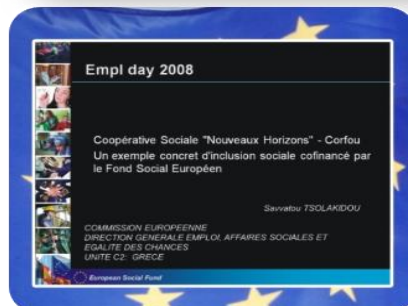 Empl day 2008
Coopérative Sociale "Nouveaux Horizons" - Corfou
Un exemple concret d'inclusion sociale cofinancé par
le Fond Social Européen
Savvatou TSOLAKIDOU
COMMISSION EUROPEENNE
DIRECTION GENERALE EMPLOI, AFFAIRES SOCIALES ET
EGALITE DES CHANCES
UNITE C2: GRECE
European Social Fund